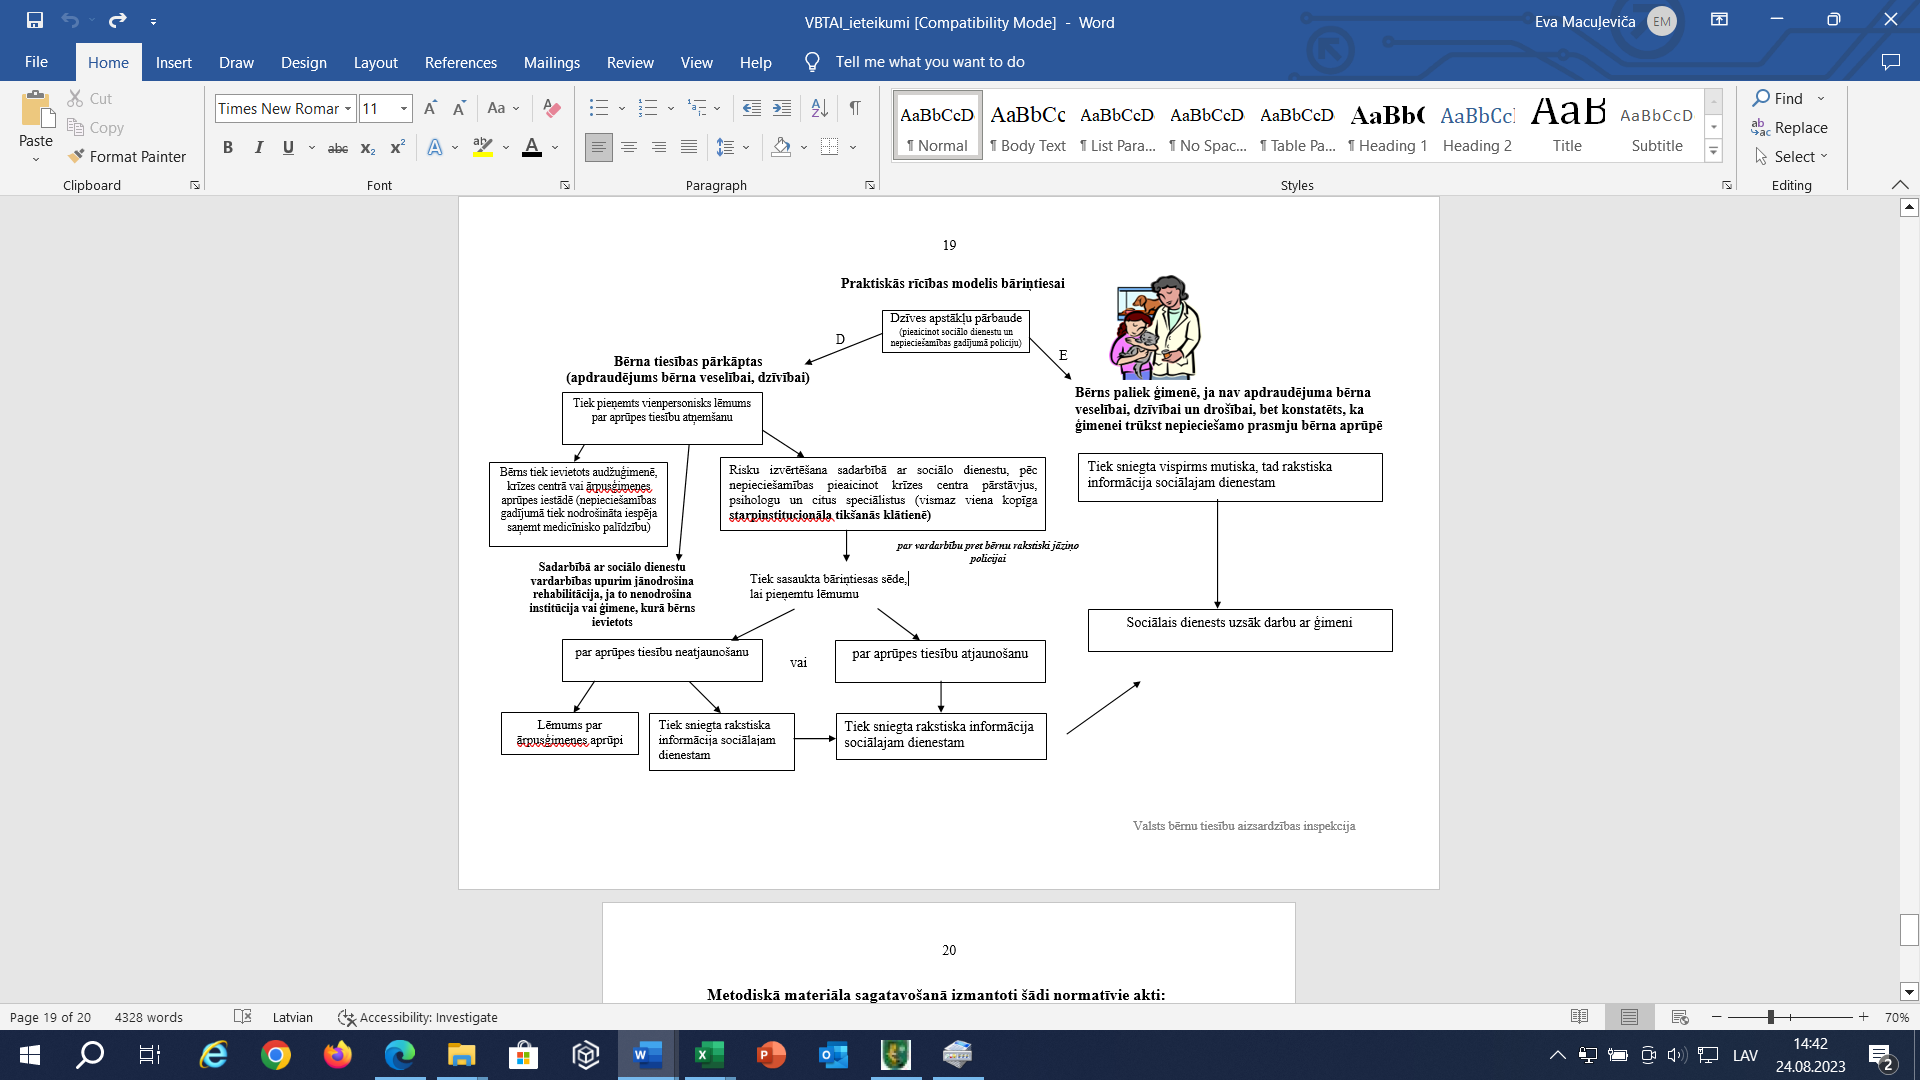 VBTAI_ieteikumi [Compatibility Mode] - Word
Eva Macuļeviča
EM
File
Home
Insert
Draw
Design
Layout
References
Mailings
Review
View
Help
Tell me what you want to do
Paste
Cut
Copy
Format Painter
Clipboard
Times New Roman
11
Font
Paragraph
AaBbCcD
¶ Normal
AaBbCc
¶ Body Text
AaBbCcD
¶ List Para...
AaBbCcD
¶ No Spac...
AaBbCcD
¶ Table Pa...
AaBb(
¶ Heading 1
AaBbCc
Heading 2
AaB
Title
AaBbCcD
Subtitle
Styles
Find
Replace
Select
Editing
19
Praktiskās rīcības modelis bāriņtiesai
Dzīves apstākļu pārbaude
(pieaicinot sociālo dienestu un
nepieciešamības gadījumā policiju)
D
E
Bērna tiesības pārkāptas
(apdraudējums bērna veselībai, dzīvībai)
Bērns paliek ģimenē, ja nav apdraudējuma bērna
veselībai, dzīvībai un drošībai, bet konstatēts, ka
ģimenei trūkst nepieciešamo prasmju bērna aprūpē
Tiek pieņemts vienpersonisks lēmums
par aprūpes tiesību atņemšanu
Bērns tiek ievietots audžuģimenē,
krīzes centrā vai ārpusģimenes
aprūpes iestādē (nepieciešamības
gadījumā tiek nodrošināta iespēja
saņemt medicīnisko palīdzību)
Risku izvērtēšana sadarbībā ar sociālo dienestu, pēc
nepieciešamības pieaicinot krīzes centra pārstāvjus,
psihologu un citus speciālistus (vismaz viena kopīga
starpinstitucionāla tikšanās klātienē)
Tiek sniegta vispirms mutiska, tad rakstiska
informācija sociālajam dienestam
par vardarbību pret bērnu rakstiski jāziņo
policijai
Sadarbībā ar sociālo dienestu
vardarbības upurim jānodrošina
rehabilitācija, ja to nenodrošina
institūcija vai ģimene, kurā bērns
ievietots
Tiek sasaukta bāriņtiesas sēde,
lai pieņemtu lēmumu
Sociālais dienests uzsāk darbu ar ģimeni
par aprūpes tiesību neatjaunošanu
vai
par aprūpes tiesību atjaunošanu
Lēmums par
ārpusģimenes aprūpi
Tiek sniegta rakstiska
informācija sociālajam
dienestam
Tiek sniegta rakstiska informācija
sociālajam dienestam
Valsts bērnu tiesību aizsardzības inspekcija
20
Metodiskā materiāla sagatavošanā izmantoti šādi normatīvie akti:
Page 19 of 20
4328 words
Latvian
Accessibility: Investigate
70%
LAV
14:42
24.08.2023
2